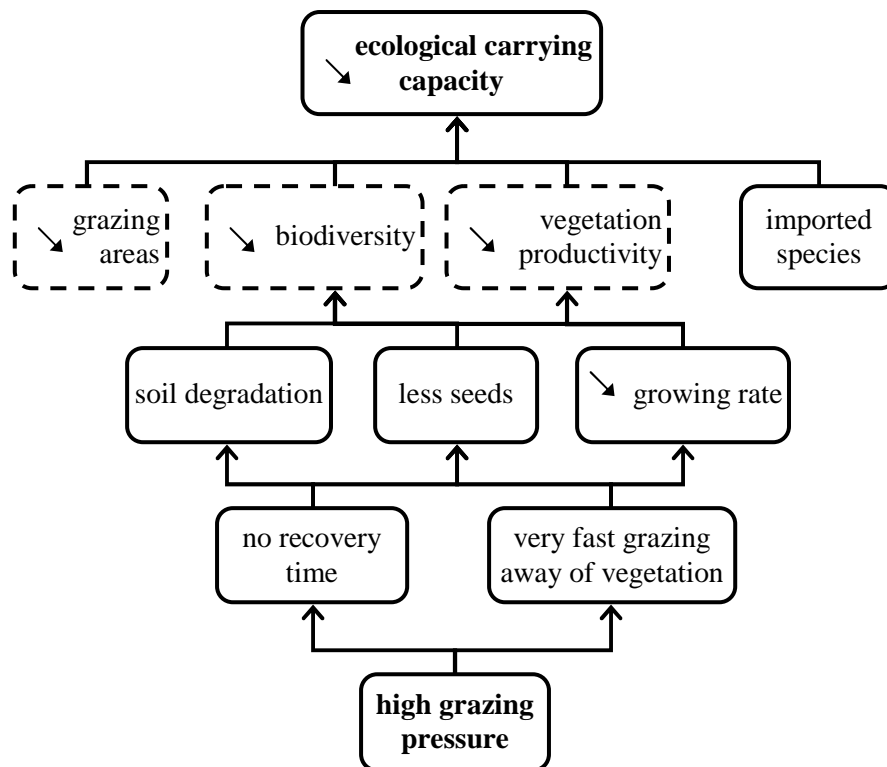 ecological carrying
capacity
grazing
areas
biodiversity
vegetation
productivity
imported
species
soil degradation
less seeds
growing rate
no recovery
time
very fast grazing
away of vegetation
high grazing
pressure